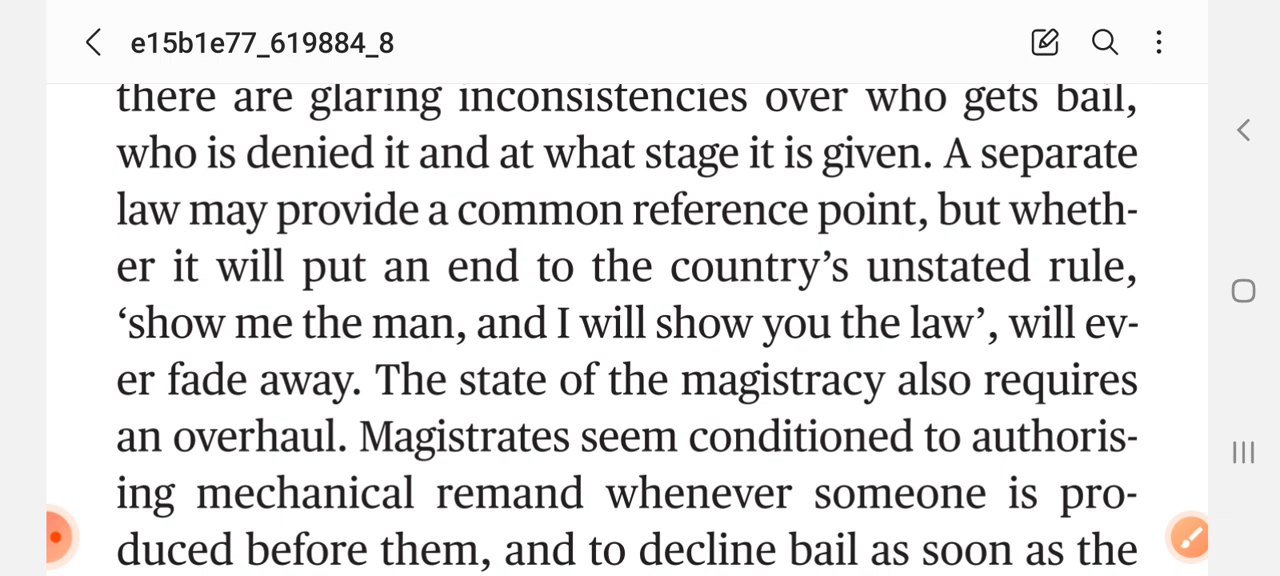 e15b1e77_619884_8
there are glaring inconsistencies over who gets bail,
who is denied it and at what stage it is given. A separate
law may provide a common reference point, but wheth-
er it will put an end to the country’s unstated rule,
‘show me the man, and I will show you the law’, will ev-
er fade away. The state of the magistracy also requires
an overhaul. Magistrates seem conditioned to authoris-
ing mechanical remand whenever someone is pro-
duced before them, and to decline bail as soon as the